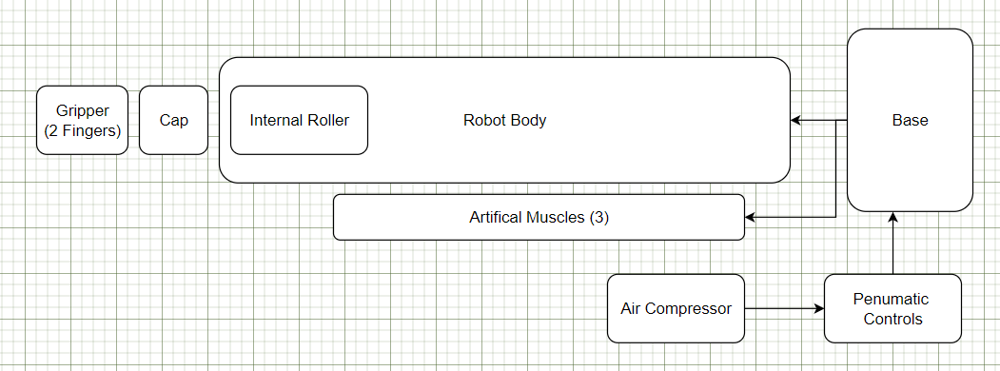 Gripper
(2 Fingers)
Cap
Internal Roller
Robot Body
Base
Artifical Muscles (3)
Air Compressor
Penumatic
Controls